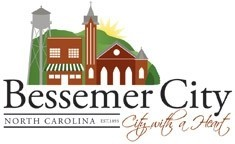 Bessemer City
NORTH CAROLINA EST.1893
City with a Heart